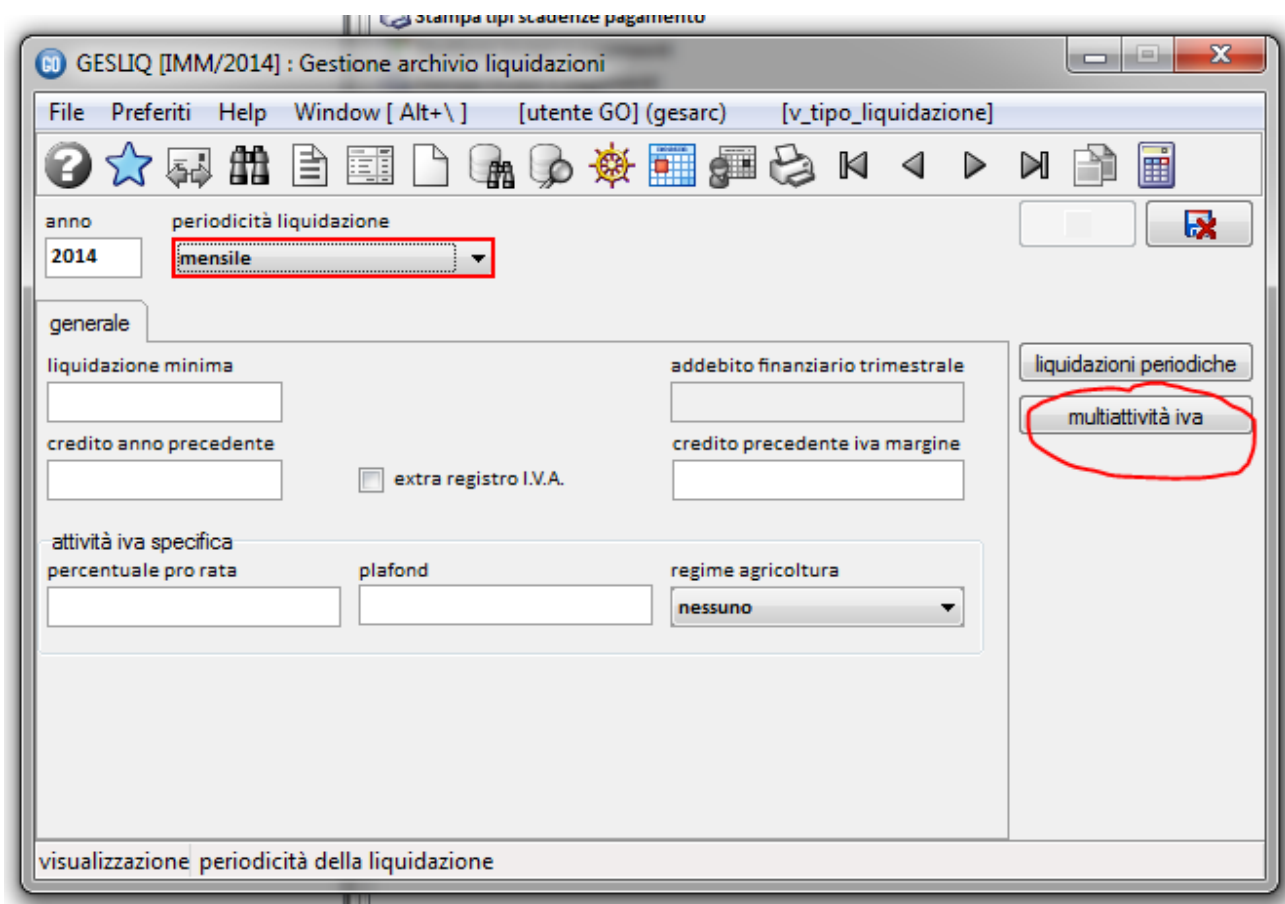 Stampa tipi scadenze pagamento
GO GESLIQ [IMM/2014] : Gestione archivio liquidazioni
File Preferiti Help Window [ Alt+\ ] [utente GO] (gesarc) [v_tipo_liquidazione]
anno periodicità liquidazione
2014 mensile
generale
liquidazione minima addebito finanziario trimestrale liquidazioni periodiche
multiattività iva
credito anno precedente credito precedente iva margine
extra registro I.V.A.
attività iva specifica
percentuale pro rata plafond regime agricoltura
nessuno
visualizzazione periodicità della liquidazione